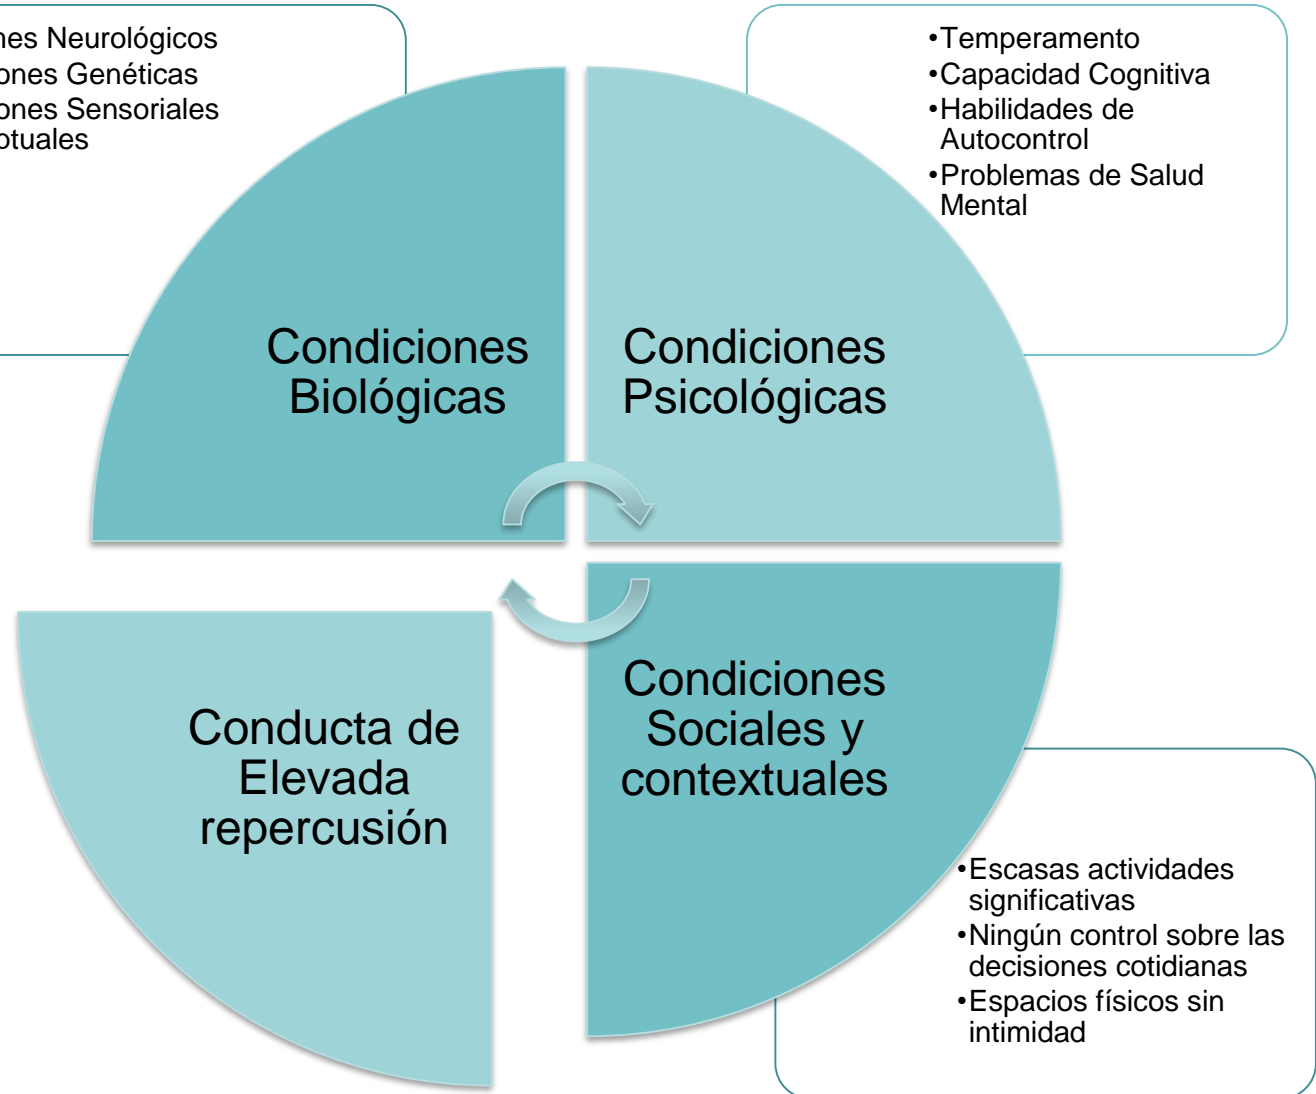 nes Neurológicos
ones Genéticas
ones Sensoriales
otuales
•Temperamento
•Capacidad Cognitiva
•Habilidades de
Autocontrol
•Problemas de Salud
Mental
Condiciones
Biológicas
Condiciones
Psicológicas
Conducta de
Elevada
repercusión
Condiciones
Sociales y
contextuales
•Escasas actividades
significativas
•Ningún control sobre las
decisiones cotidianas
•Espacios físicos sin
intimidad